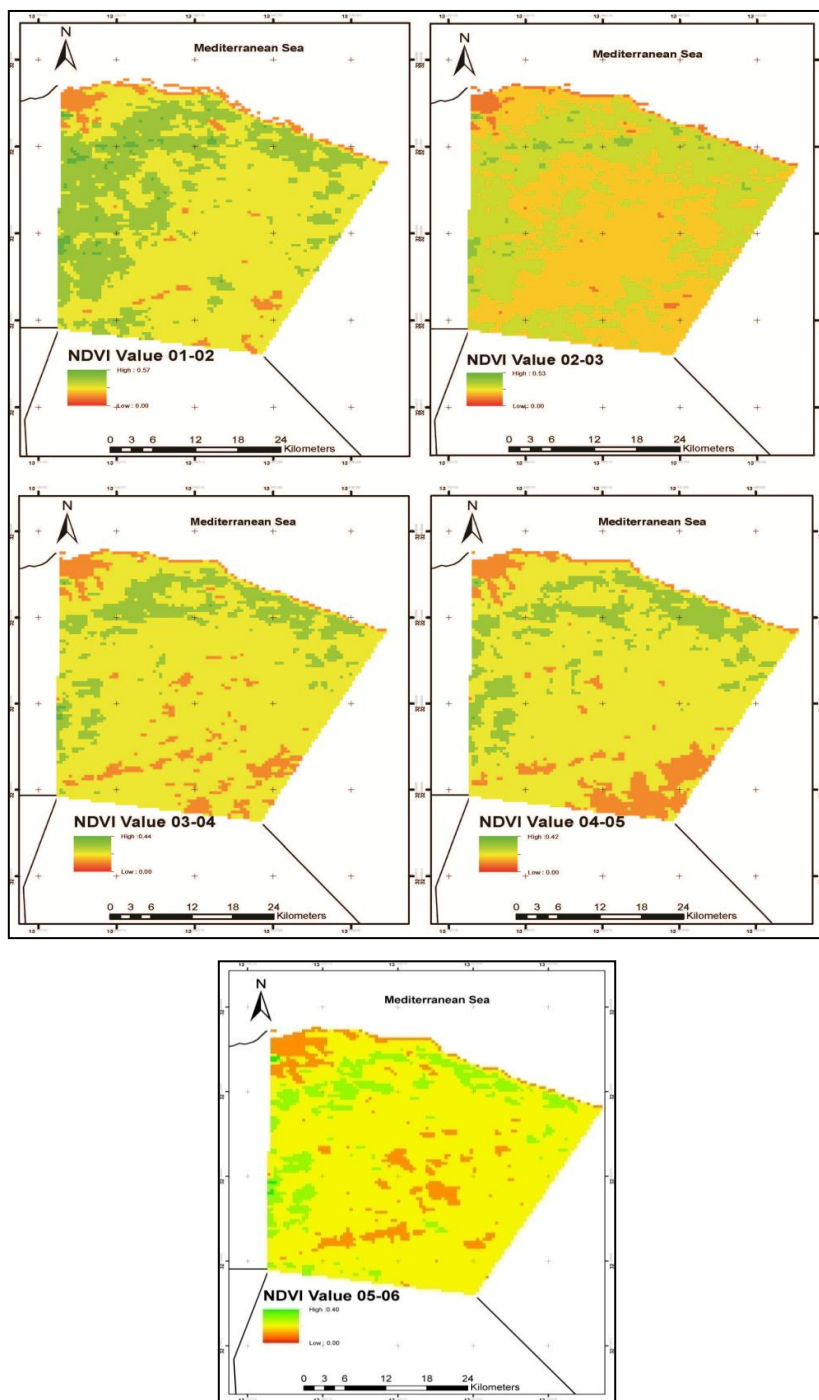 N
Mediterranean Sea
NDVI Value 01-02
High : 0.57
Low : 0.00
0 3 6 12 18 24
Kilometers
N
Mediterranean Sea
NDVI Value 02-03
High : 0.53
Low : 0.00
0 3 6 12 18 24
Kilometers
N
Mediterranean Sea
NDVI Value 03-04
High :0.44
Low : 0.00
0 3 6 12 18 24
Kilometers
N
Mediterranean Sea
NDVI Value 04-05
High :0.42
Low : 0.00
0 3 6 12 18 24
Kilometers
N
Mediterranean Sea
NDVI Value 05-06
High :0.40
Low : 0.00
0 3 6 12 18 24
Kilometers